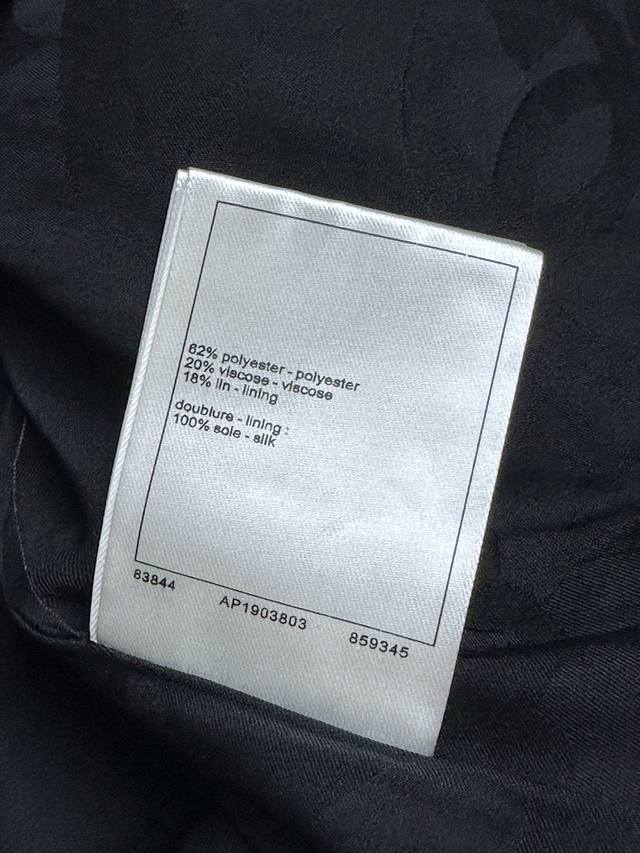 62% polyester - polyester
20% viscose - viscose
18% lin - lining
doublure - lining :
100% soie - silk
83844 AP1903803 859345